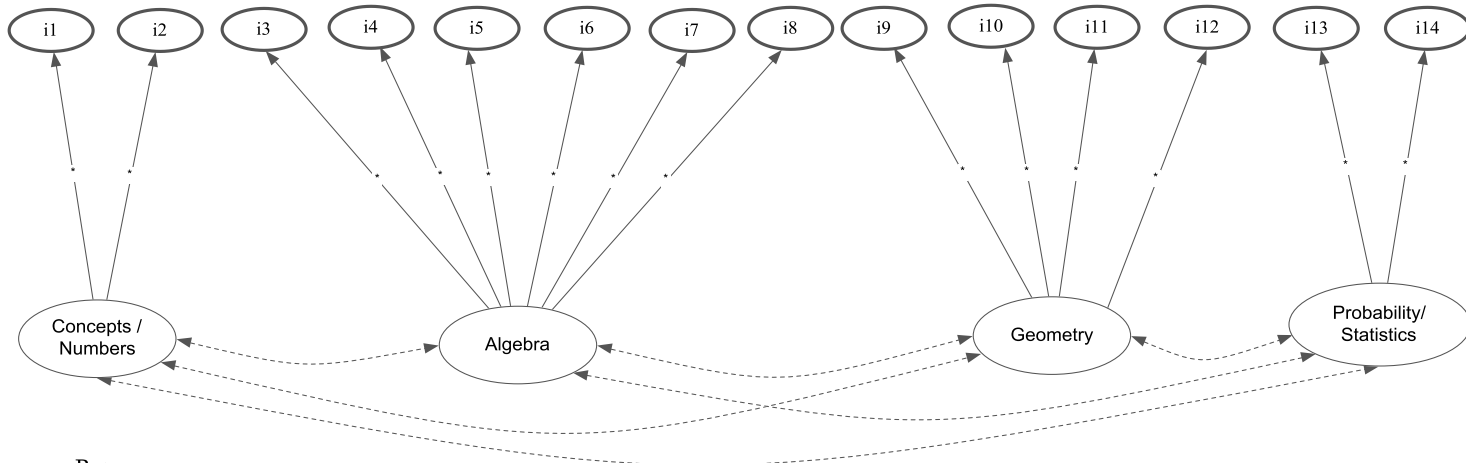 i1 i2 i3 i4 i5 i6 i7 i8 i9 i10 i11 i12 i13 i14
* * * * * * * * * * * * * *
Concepts /
Numbers
Algebra
Geometry
Probability/
Statistics